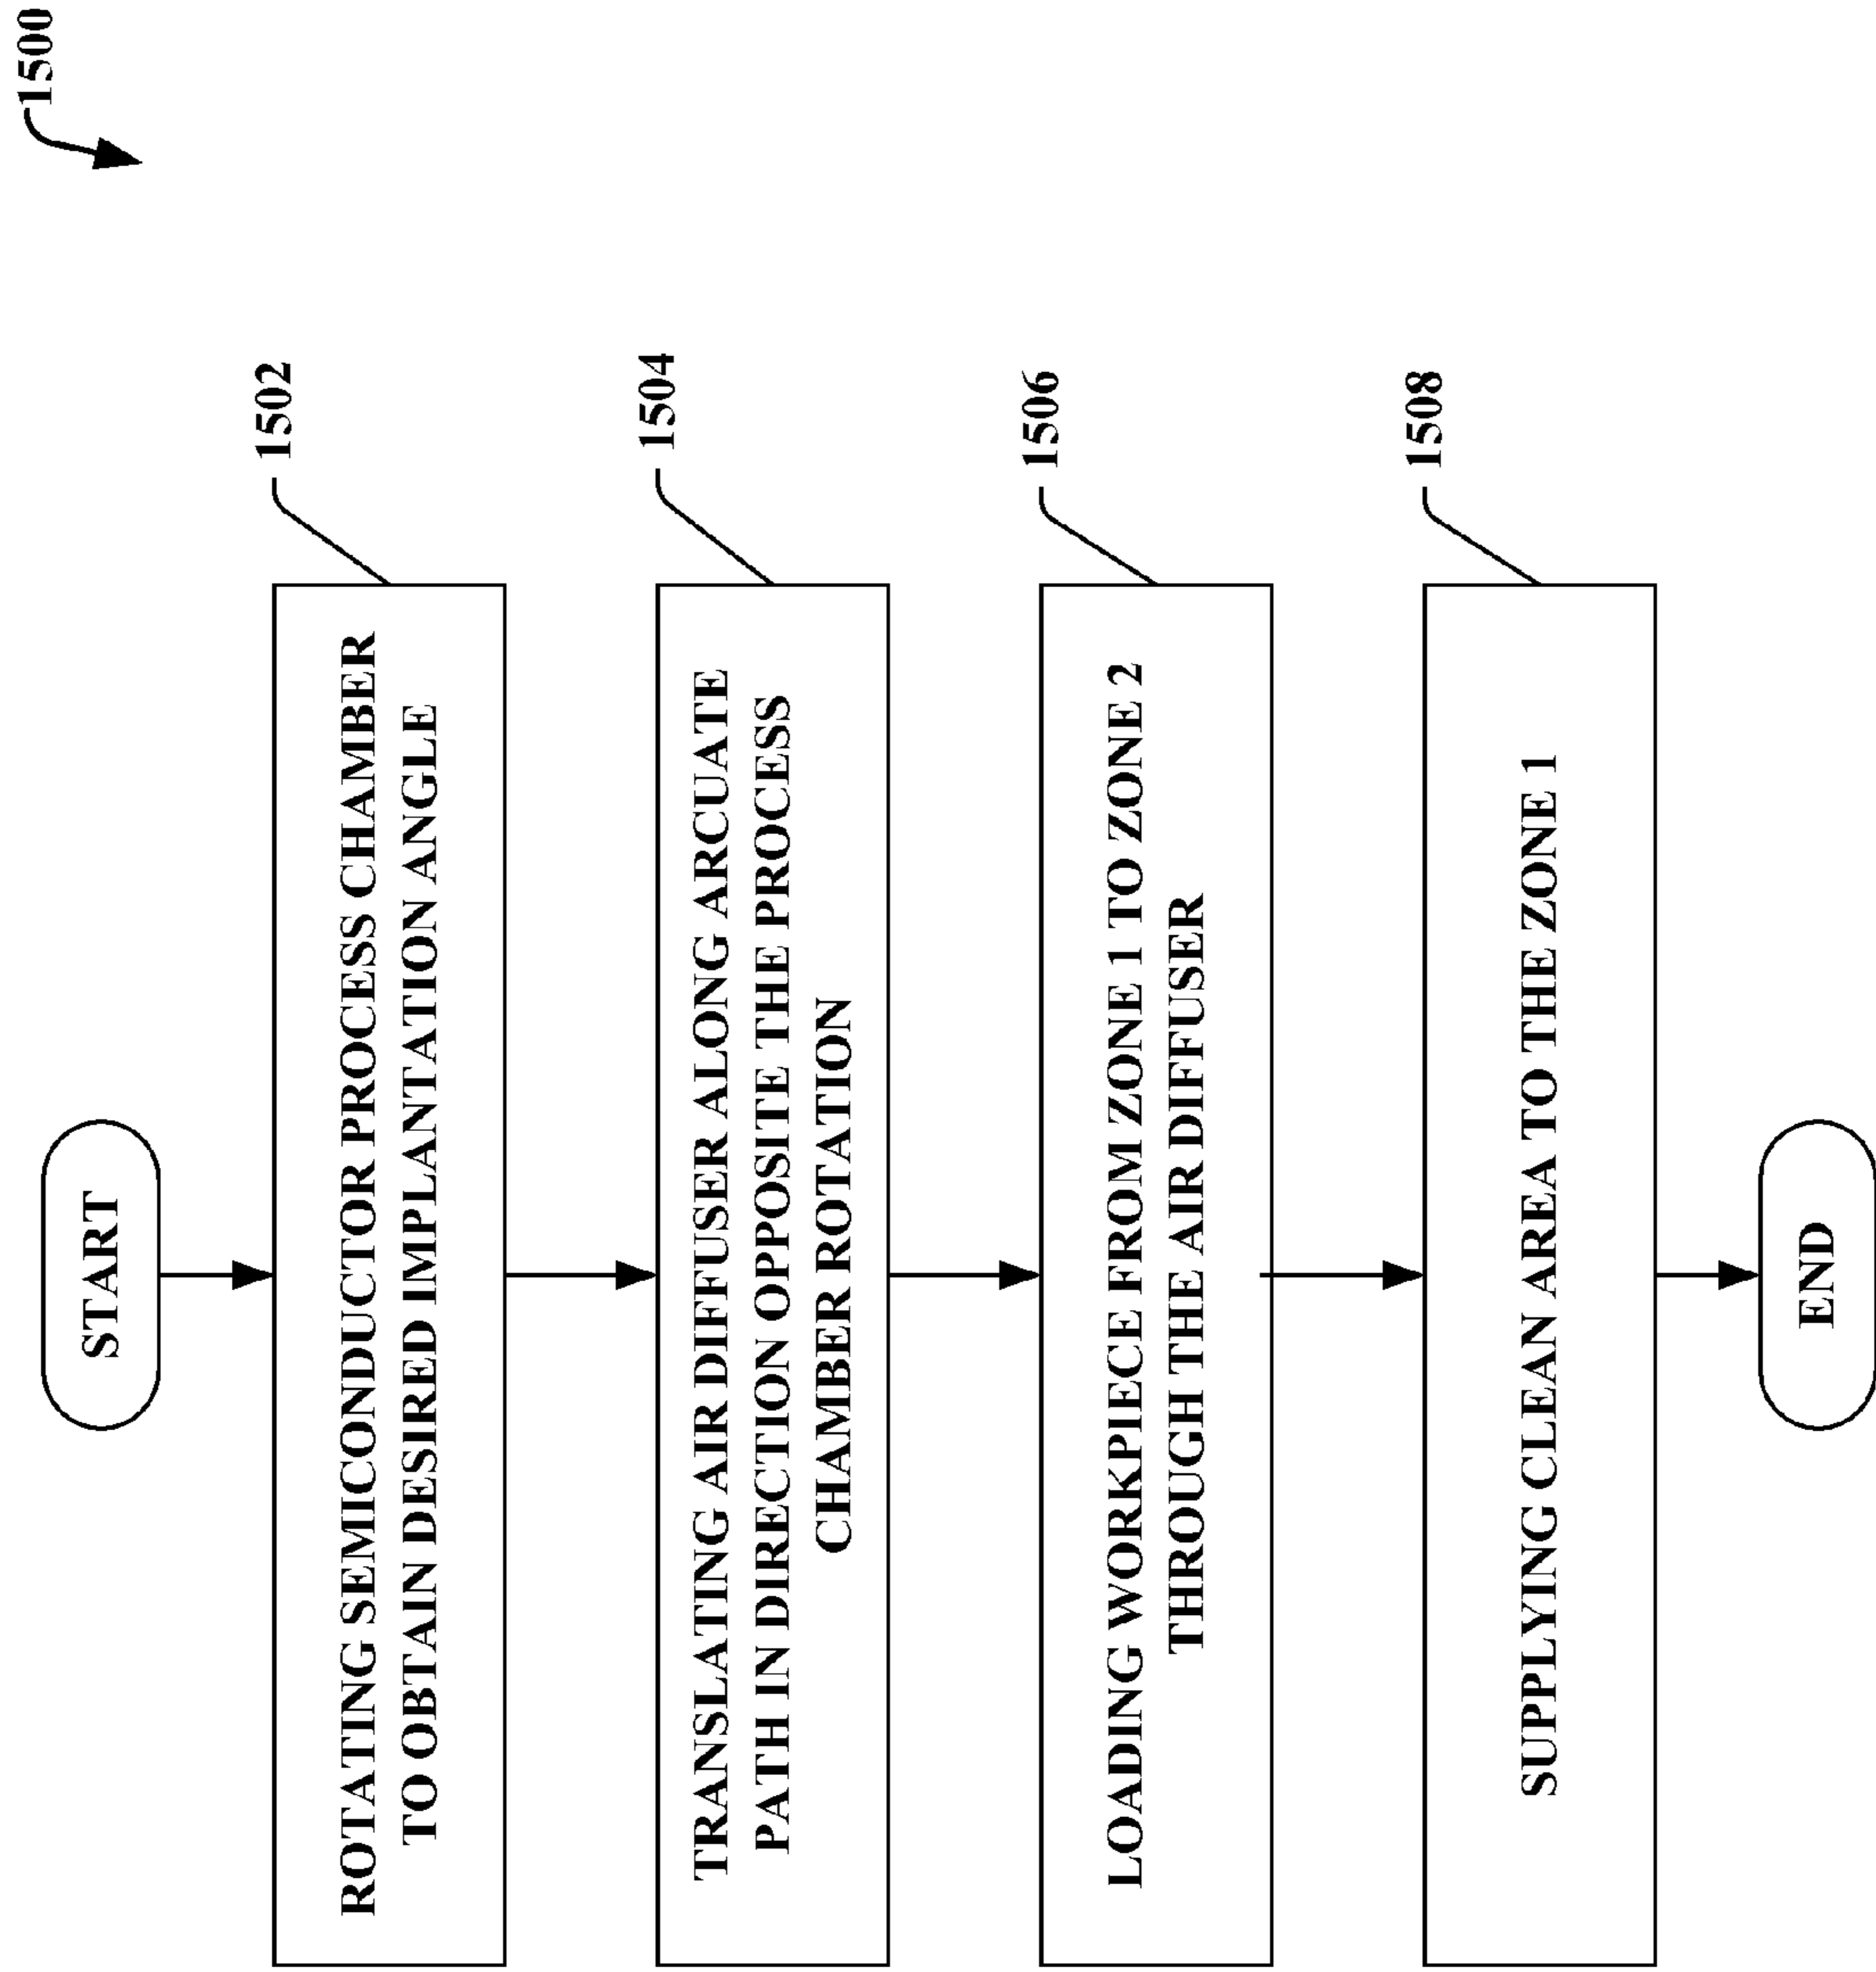 1500
START
ROTATING SEMICONDUCTOR PROCESS CHAMBER
TO OBTAIN DESIRED IMPLANTATION ANGLE
1502
TRANSLATING AIR DIFFUSER ALONG ARCUATE
PATH IN DIRECTION OPPOSITE THE PROCESS
CHAMBER ROTATION
1504
LOADING WORKPIECE FROM ZONE 1 TO ZONE 2
THROUGH THE AIR DIFFUSER
1506
SUPPLYING CLEAN AREA TO THE ZONE 1
1508
END